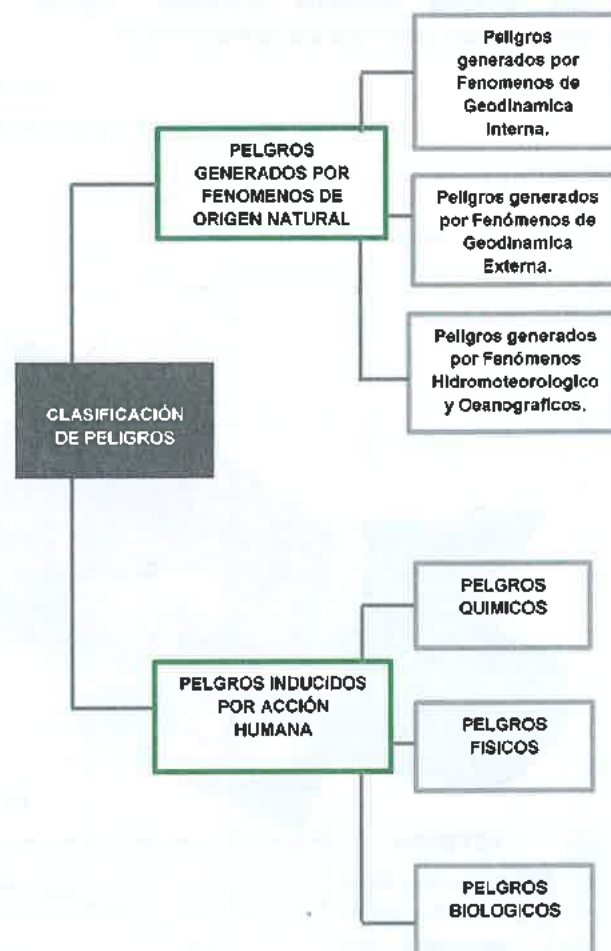 Peligros
generados por
Fenomenos de
Geodinamica
Interna.
PELGROS
GENERADOS POR
FENOMENOS DE
ORIGEN NATURAL
Peligros generados
por Fenómenos de
Geodinamica
Externa.
Peligros generados
por Fenómenos
Hidromoteorologico
y Oeanograficos.
CLASIFICACIÓN
DE PELIGROS
PELGROS
QUIMICOS
PELGROS INDUCIDOS
POR ACCIÓN
HUMANA
PELGROS
FISICOS
PELGROS
BIOLOGICOS